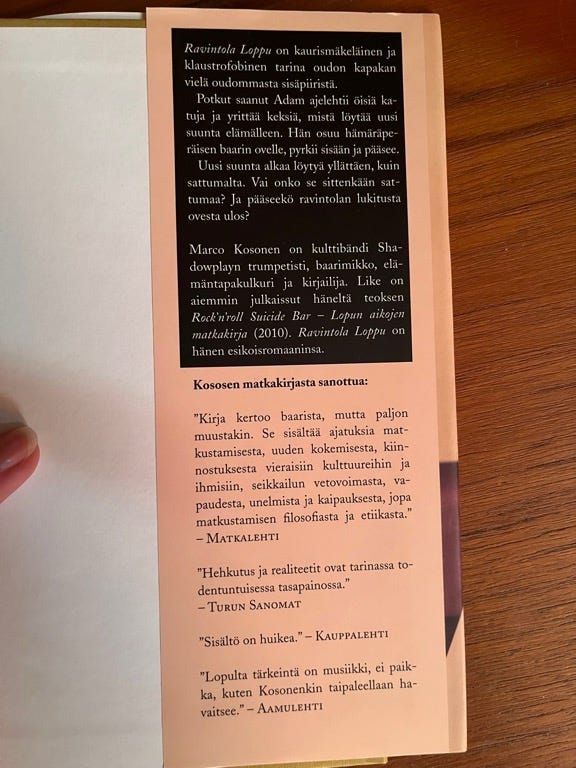 Ravintola Loppu on kaurismäkeläinen ja
klaustrofobinen tarina oudon kapakan
vielä oudommasta sisäpiiristä.
Potkut saanut Adam ajelehtii öisiä ka-
tuja ja yrittää keksiä, mistä löytää uusi
suunta elämälleen. Hän osuu hämäräpe-
räisen baarin ovelle, pyrkii sisään ja pääsee.
Uusi suunta alkaa löytyä yllättäen, kuin
sattumalta. Vai onko se sittenkään sat-
tumaa? Ja pääseekö ravintolan lukitusta
ovesta ulos?
Marco Kosonen on kulttibändi Sha-
dowplayn trumpetisti, baarimikko, elä-
mäntapakulkuri ja kirjailija. Like on
aiemmin julkaissut häneltä teoksen
Rock'n'roll Suicide Bar – Lopun aikojen
matkakirja (2010). Ravintola Loppu on
hänen esikoisromaaninsa.
Kososen matkakirjasta sanottua:
”Kirja kertoo baarista, mutta paljon
muustakin. Se sisältää ajatuksia mat-
kustamisesta, uuden kokemisesta, kiin-
nostuksesta vieraisiin kulttuureihin ja
ihmisiin, seikkailun vetovoimasta, va-
paudesta, unelmista ja kaipauksesta, jopa
matkustamisen filosofiasta ja etiikasta.”
– Matkalehti
”Hehkutus ja realiteetit ovat tarinassa to-
dentuntuisessa tasapainossa.”
– Turun Sanomat
”Sisältö on huikea.” – Kauppalehti
”Lopulta tärkeintä on musiikki, ei paik-
ka, kuten Kosonenkin taipaleellaan ha-
vaitsee.” – Aamulehti